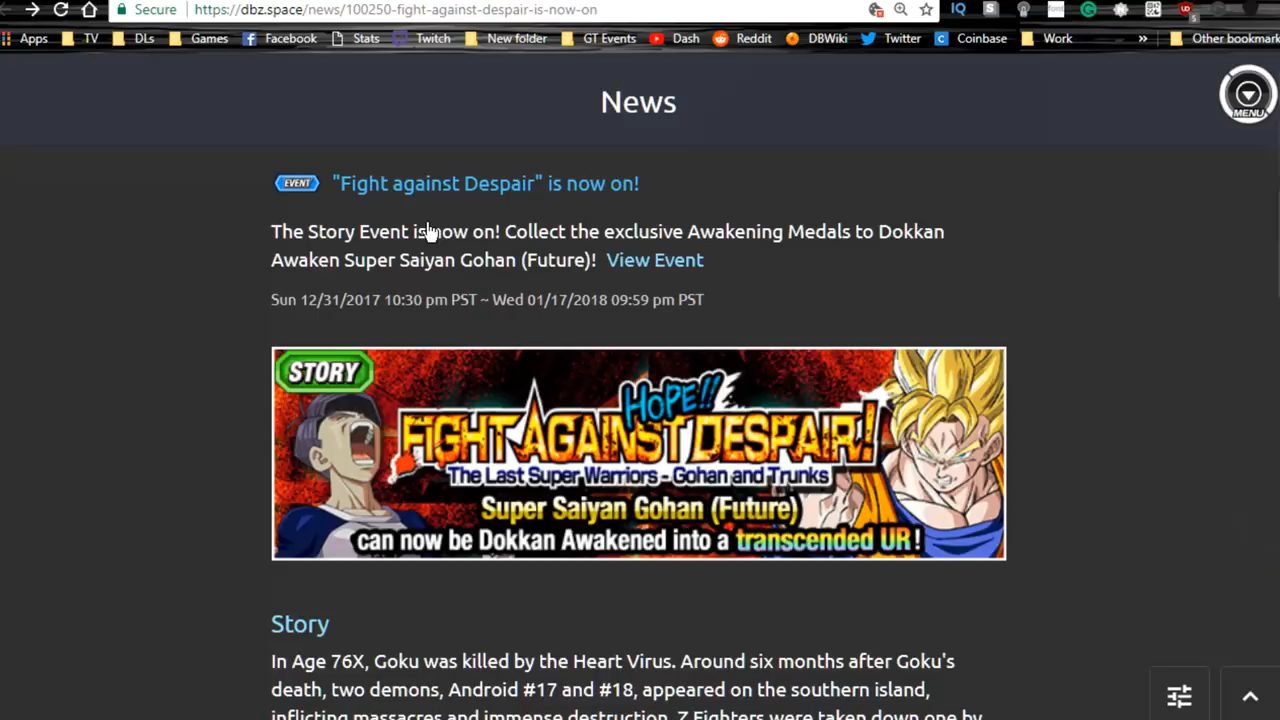 Secure https://dbz.space/news/100250-fight-against-despair-is-now-on
Apps TV DLs Games Facebook Stats Twitch New folder GT Events Dash Reddit DBWiki Twitter Coinbase Work » Other bookmark
News
MENU
EVENT "Fight against Despair" is now on!
The Story Event is now on! Collect the exclusive Awakening Medals to Dokkan
Awaken Super Saiyan Gohan (Future)! View Event
Sun 12/31/2017 10:30 pm PST ~ Wed 01/17/2018 09:59 pm PST
STORY
HOPE!!
FIGHT AGAINST DESPAIR!
The Last Super Warriors - Gohan and Trunks
Super Saiyan Gohan (Future)
can now be Dokkan Awakened into a transcended UR!
Story
In Age 76X, Goku was killed by the Heart Virus. Around six months after Goku's
death, two demons, Android #17 and #18, appeared on the southern island,
inflicting massacres and immense destruction. Z Fighters were taken down one by